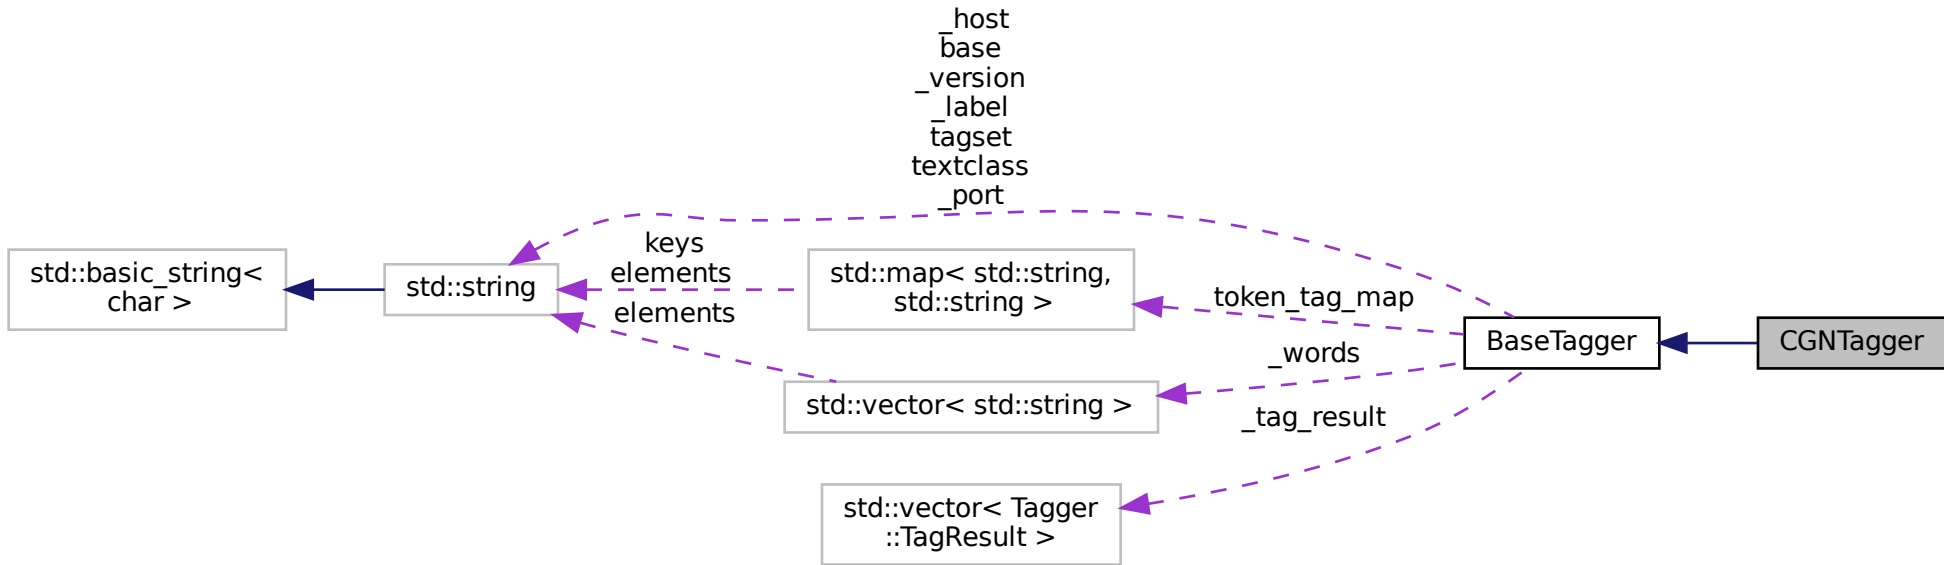 _host
base
_version
_label
tagset
textclass
_port
keys
elements
std::basic_string<
char >
std::string
std::map< std::string,
std::string >
token_tag_map
elements
BaseTagger
CGNTagger
_words
std::vector< std::string >
_tag_result
std::vector< Tagger
::TagResult >